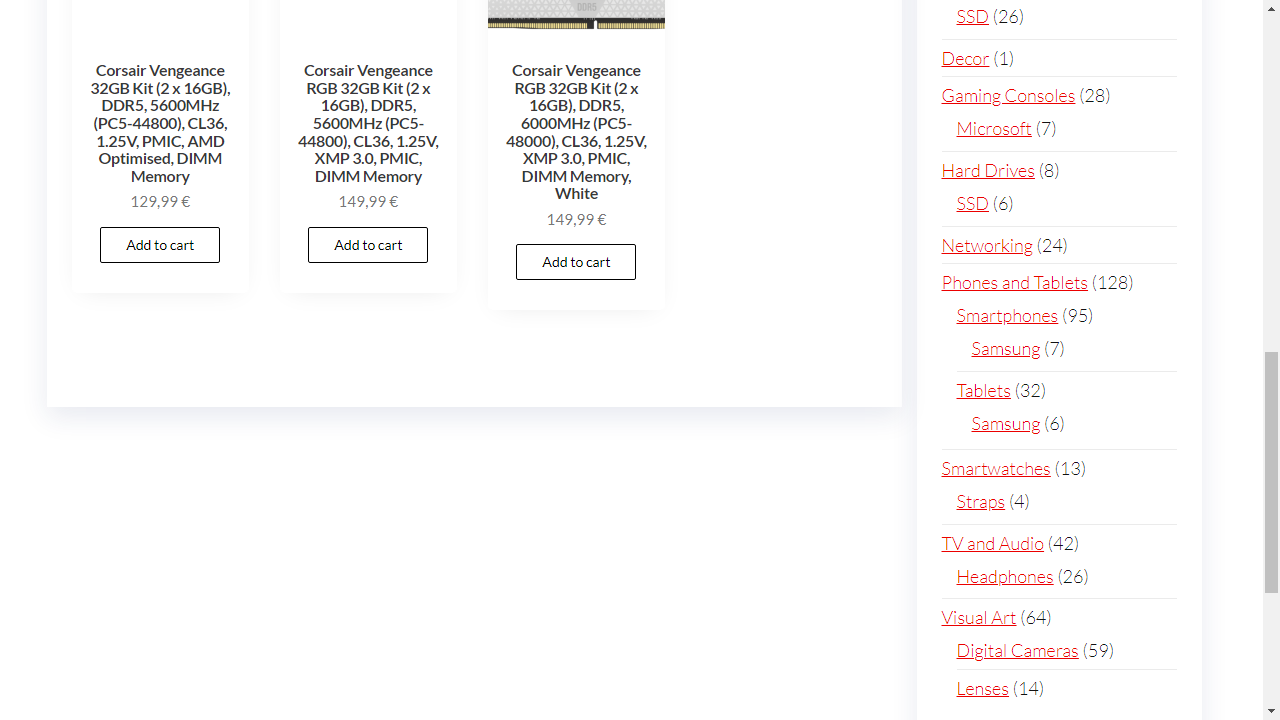 DDR5
Corsair Vengeance
32GB Kit (2 x 16GB),
DDR5, 5600MHz
(PC5-44800), CL36,
1.25V, PMIC, AMD
Optimised, DIMM
Memory
129,99 €
Add to cart
Corsair Vengeance
RGB 32GB Kit (2 x
16GB), DDR5,
5600MHz (PC5-
44800), CL36, 1.25V,
XMP 3.0, PMIC,
DIMM Memory
149,99 €
Add to cart
Corsair Vengeance
RGB 32GB Kit (2 x
16GB), DDR5,
6000MHz (PC5-
48000), CL36, 1.25V,
XMP 3.0, PMIC,
DIMM Memory,
White
149,99 €
Add to cart
SSD (26)
Decor (1)
Gaming Consoles (28)
Microsoft (7)
Hard Drives (8)
SSD (6)
Networking (24)
Phones and Tablets (128)
Smartphones (95)
Samsung (7)
Tablets (32)
Samsung (6)
Smartwatches (13)
Straps (4)
TV and Audio (42)
Headphones (26)
Visual Art (64)
Digital Cameras (59)
Lenses (14)